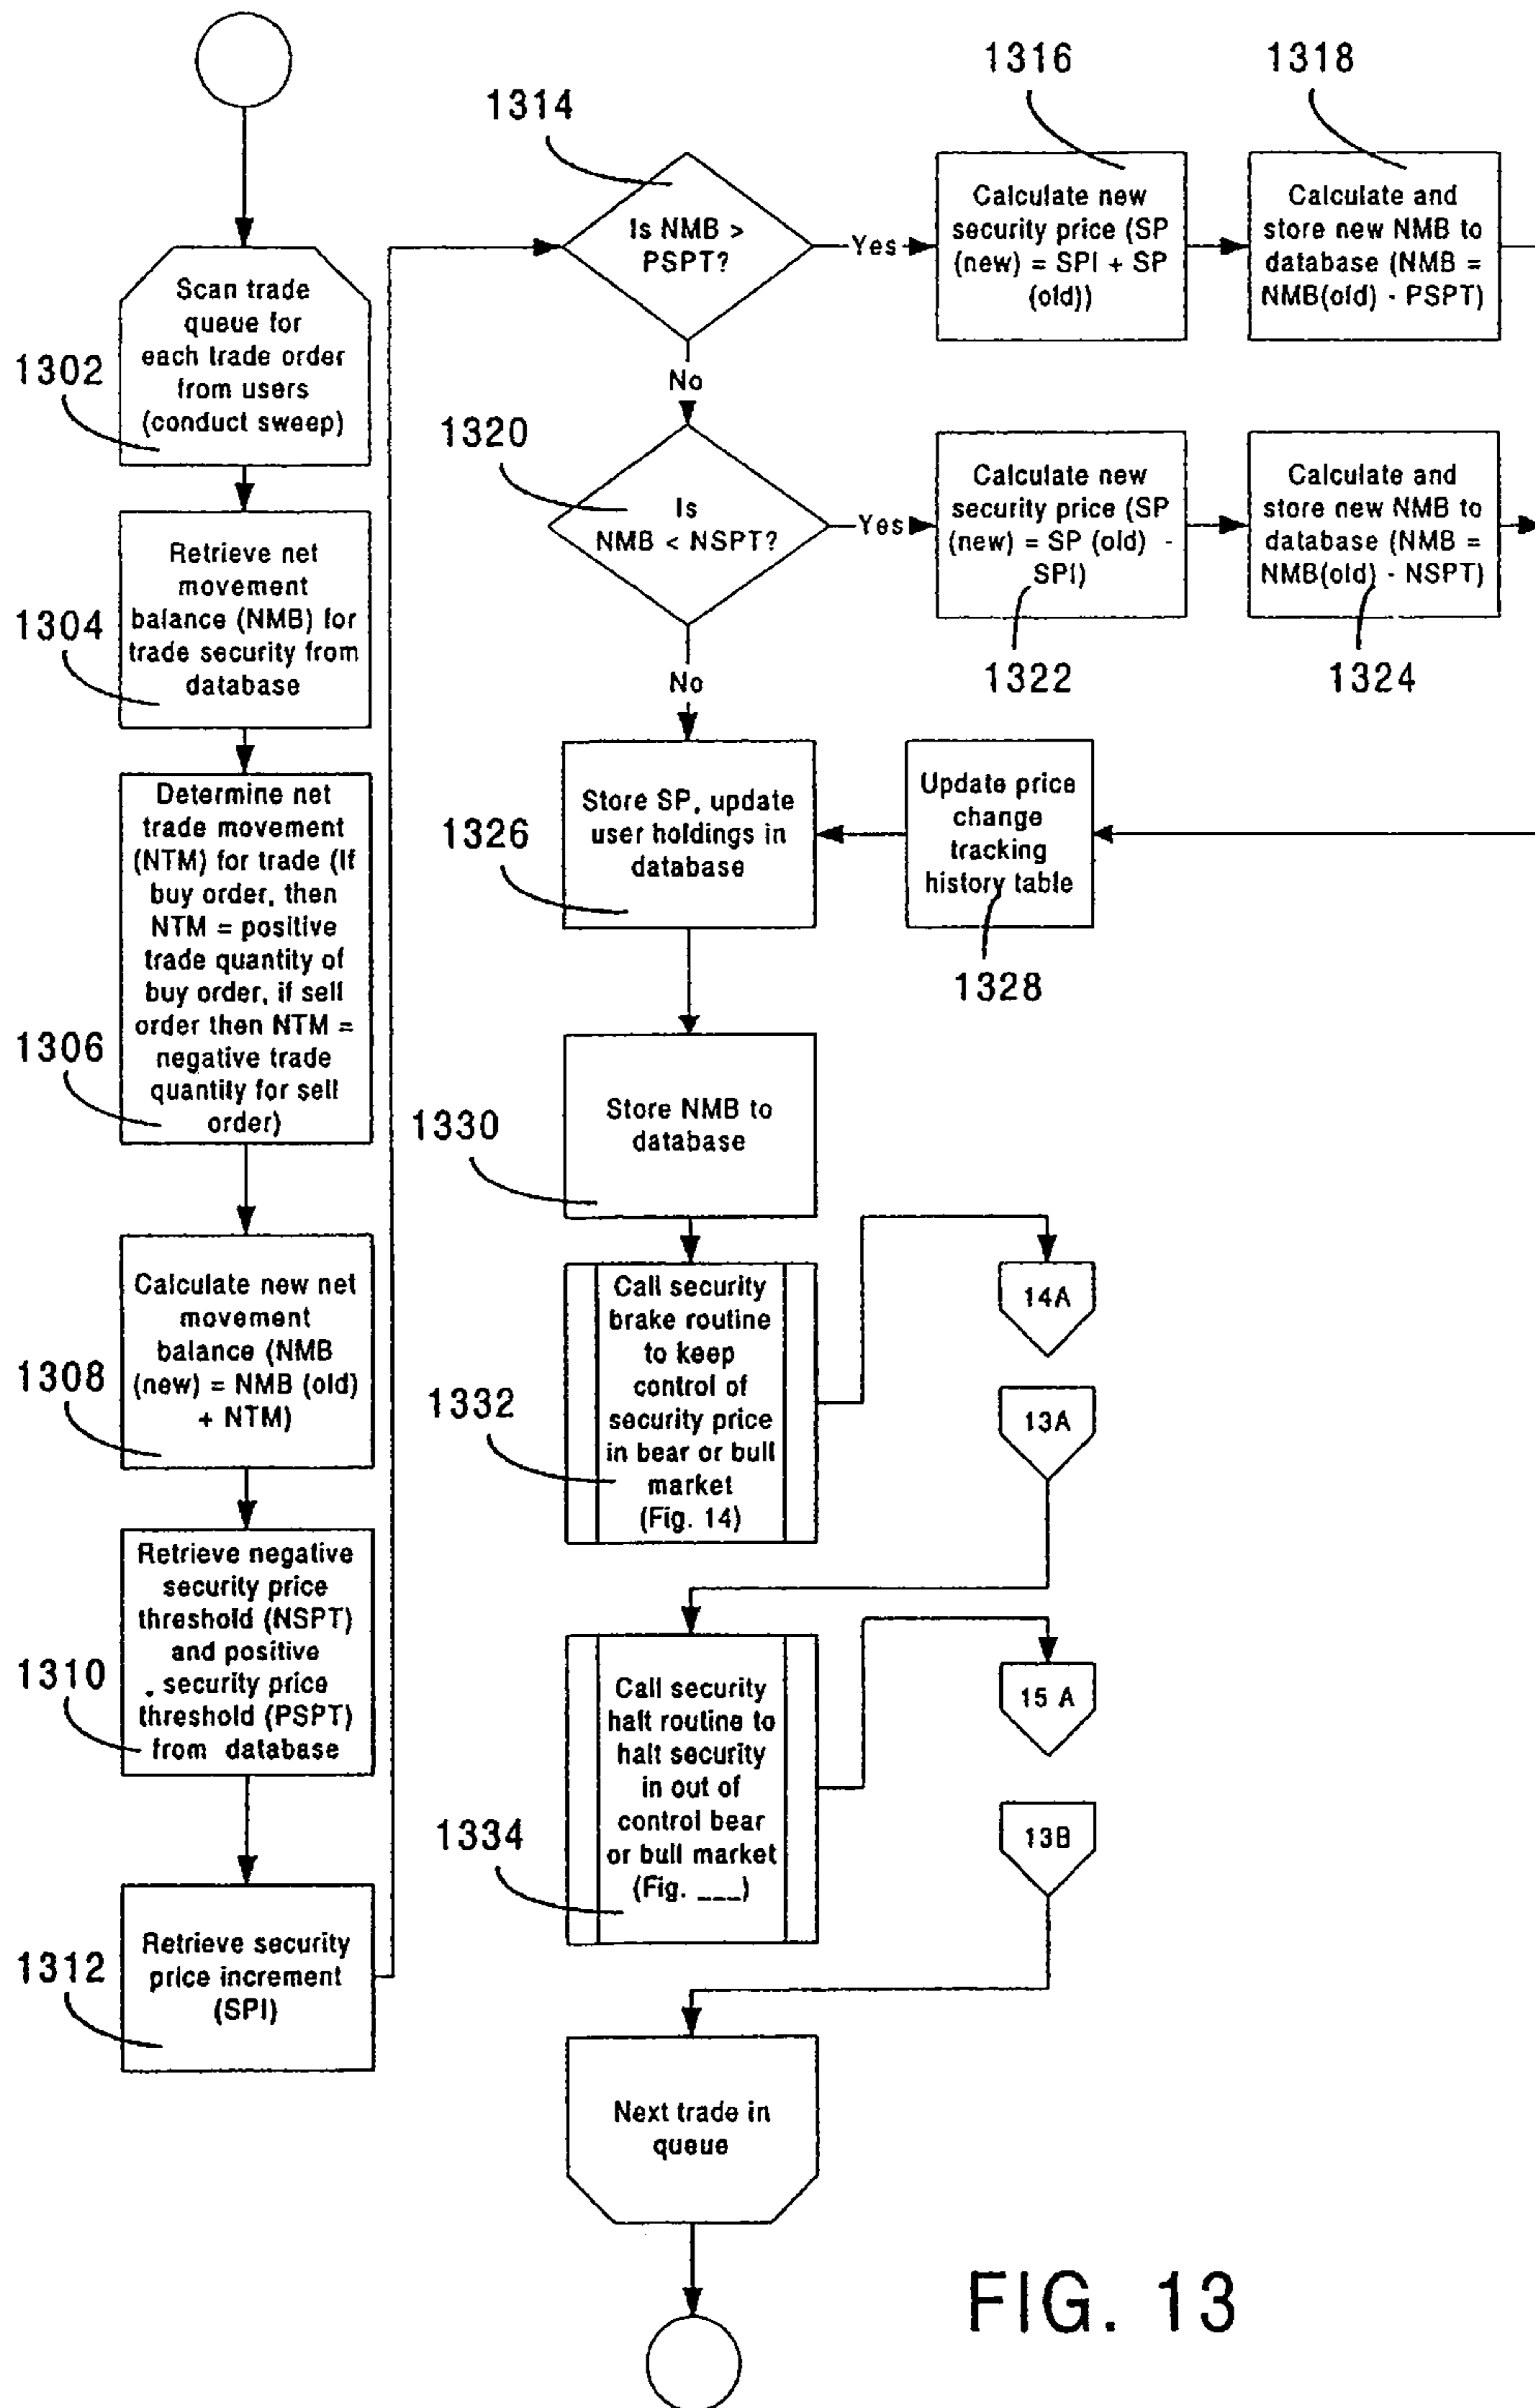 Scan trade
queue for
each trade order
from users
(conduct sweep)
1302
Retrieve net
movement
balance (NMB) for
trade security from
database
1304
Determine net
trade movement
(NTM) for trade (If
buy order, then
NTM = positive
trade quantity of
buy order, if sell
order then NTM =
negative trade
quantity for sell
order)
1306
Calculate new net
movement
balance (NMB
(new) = NMB (old)
+ NTM)
1308
Retrieve negative
security price
threshold (NSPT)
and positive
security price
threshold (PSPT)
from database
1310
Retrieve security
price increment
(SPI)
1312
1314
Is NMB >
PSPT?
Yes
No
1316
Calculate new
security price (SP
(new) = SPI + SP
(old))
1318
Calculate and
store new NMB to
database (NMB =
NMB(old) - PSPT)
1320
Is
NMB < NSPT?
Yes
No
Calculate new
security price (SP
(new) = SP (old) -
SPI)
1322
Calculate and
store new NMB to
database (NMB =
NMB(old) - NSPT)
1324
Store SP, update
user holdings in
database
1326
Update price
change
tracking
history table
1328
Store NMB to
database
1330
Call security
brake routine
to keep
control of
security price
in bear or bull
market
(Fig. 14)
1332
14A
13A
Call security
halt routine to
halt security
in out of
control bear
or bull market
(Fig. ___)
1334
15 A
13B
Next trade in
queue
FIG. 13